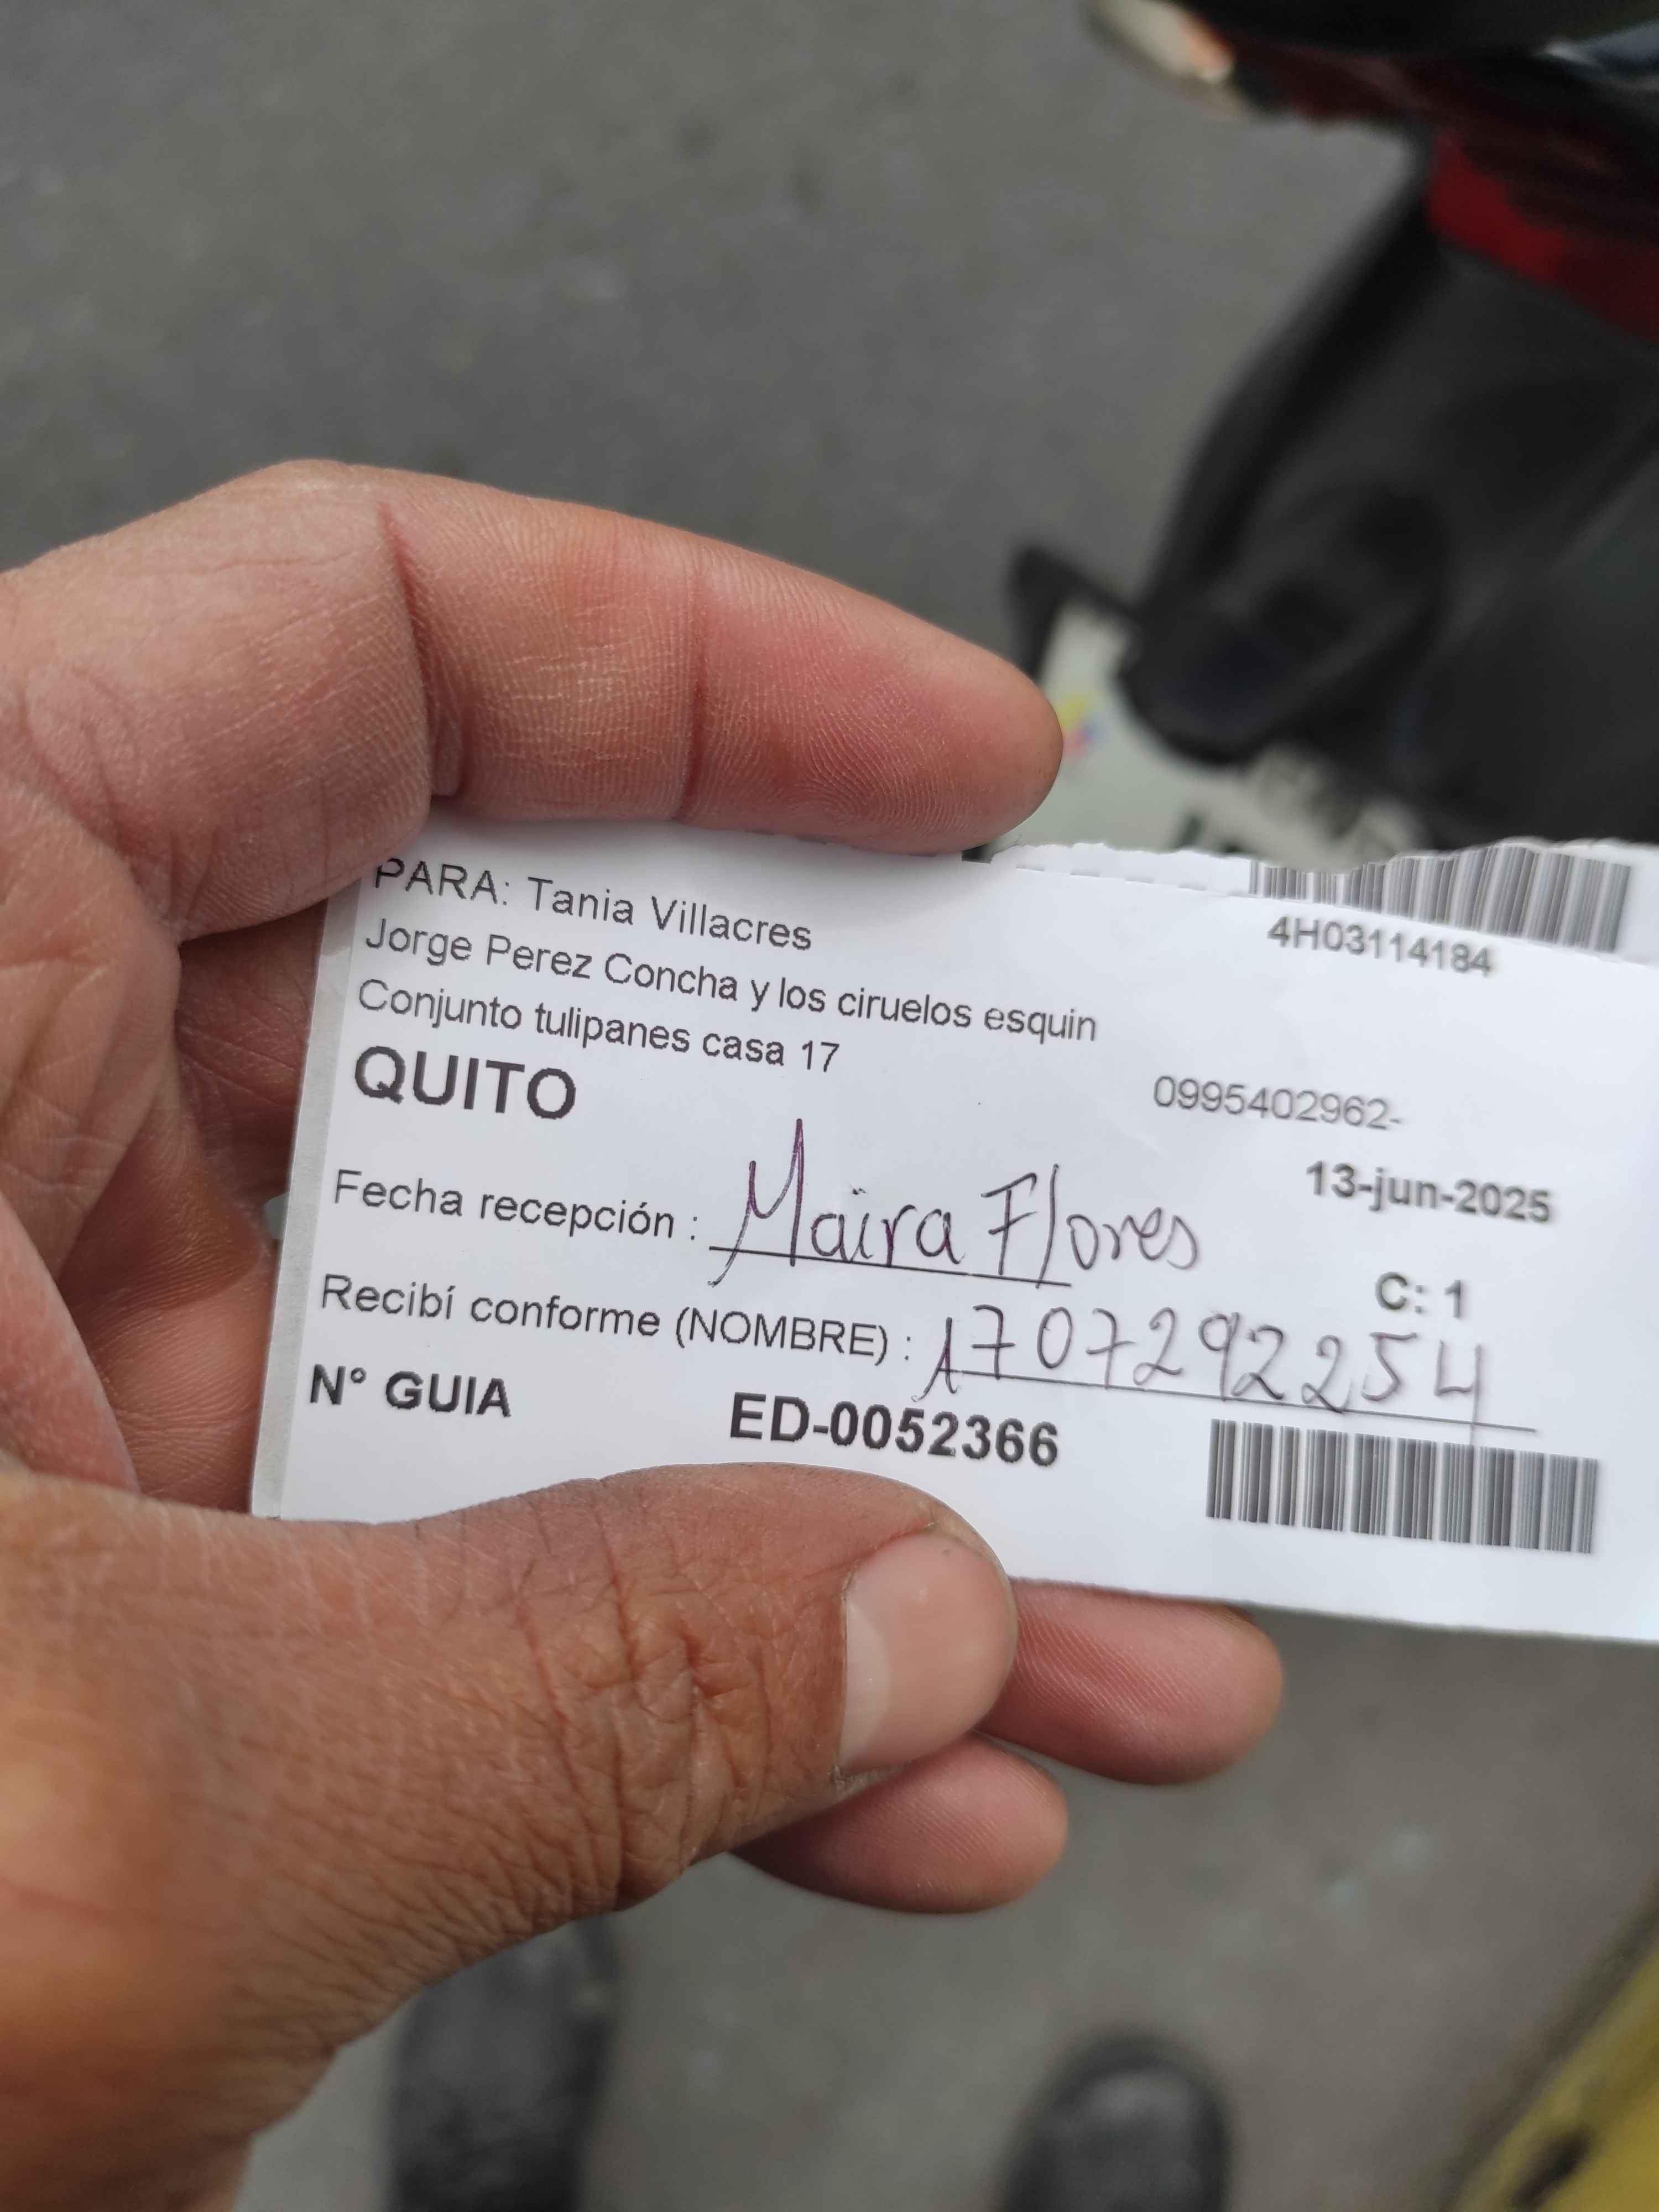 PARA: Tania Villacres
4H03114184
Jorge Perez Concha y los ciruelos esquin
Conjunto tulipanes casa 17
QUITO
0995402962-
13-jun-2025
Fecha recepción : Maira Flores
C: 1
Recibí conforme (NOMBRE) : 1707292254
N° GUIA ED-0052366